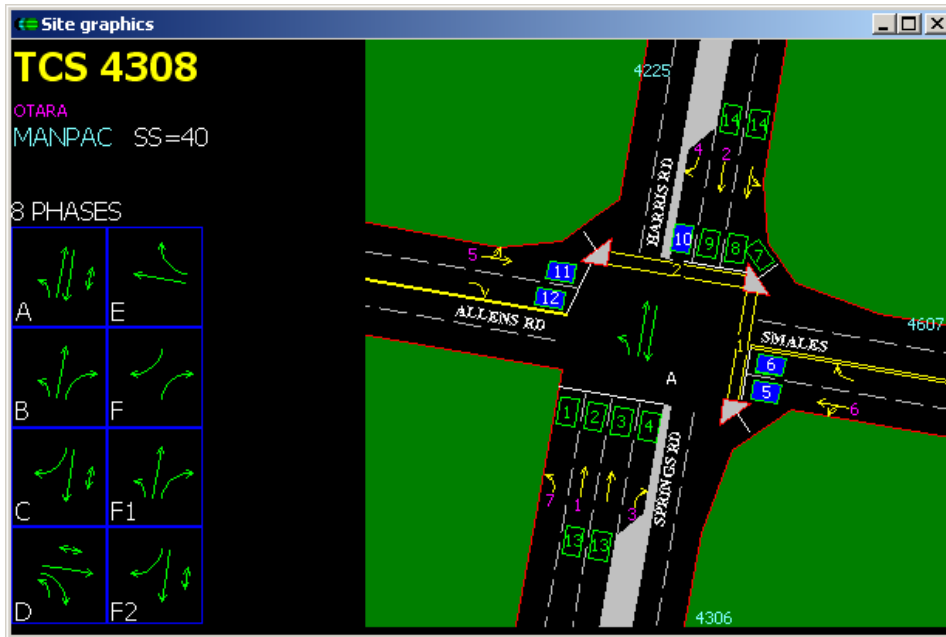 Site graphics
TCS 4308
OTARA
MANPAC SS=40
8 PHASES
A
E
B
F
C
F1
D
F2
4225
14 14
4 2
HARRIS RD
10 9 8 7
5
11
12
2
ALLENS RD
4607
SMALES
1
6
5
6
A
1 2 3 4
7 1 3
SPRINGS RD
13 13
4306